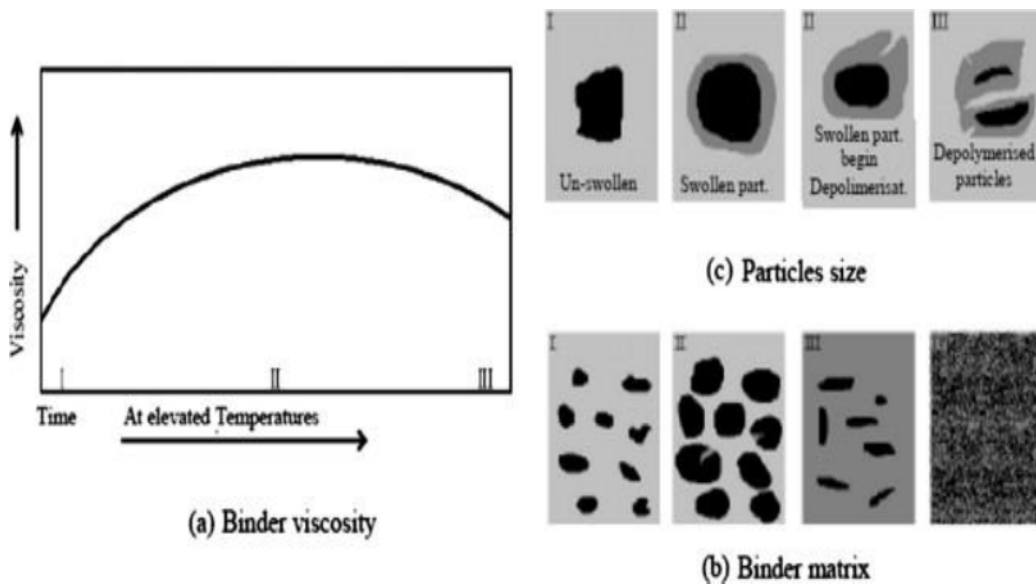 Viscosity
I
II
III
Time
At elevated Temperatures
(a) Binder viscosity
I
Un-swollen
II
Swollen part.
II
Swollen part.
begin
Depolimerisat.
III
Depolymerised
particles
(c) Particles size
I
II
III
(b) Binder matrix